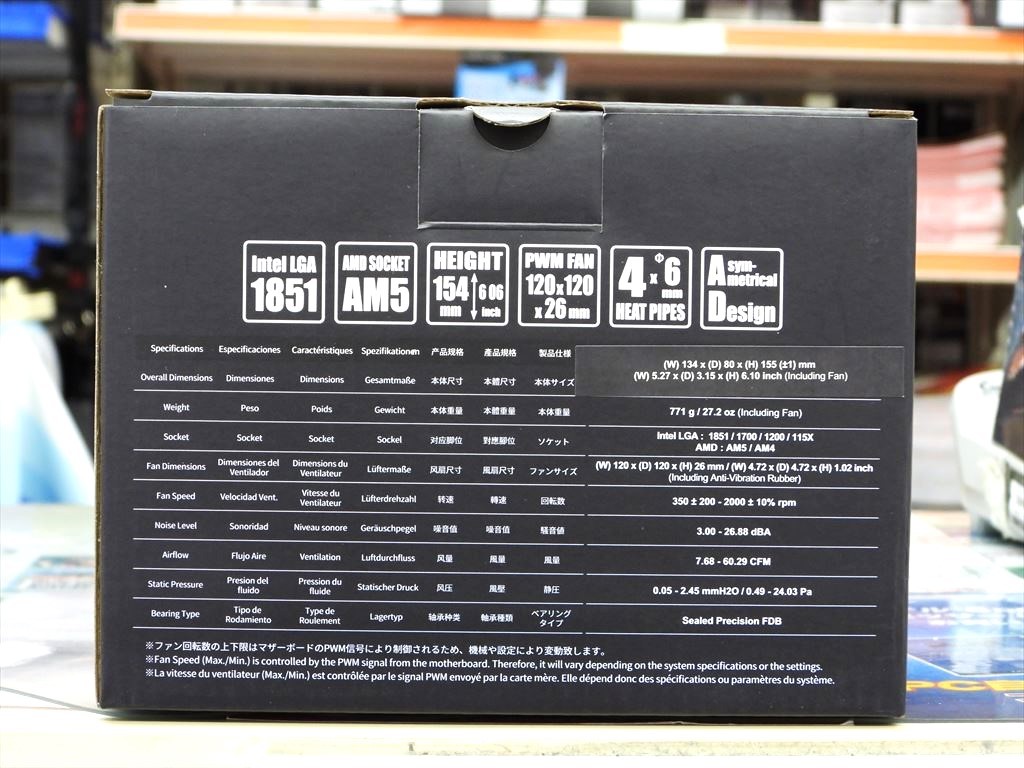 Intel LGA
1851
AMD SOCKET
AM5
HEIGHT
154 mm 6 06 inch
PWM FAN
120x120
x 26 mm
4 x Φ6 mm
HEAT PIPES
Asym-
metrical
Design
Specifications Especificaciones Caractéristiques Spezifikationen 产品规格 產品規格 製品仕様
Overall Dimensions Dimensiones Dimensions Gesamtmaße 本体尺寸 本體尺寸 本体サイズ
(W) 134 x (D) 80 x (H) 155 (±1) mm
(W) 5.27 x (D) 3.15 x (H) 6.10 inch (Including Fan)
Weight Peso Poids Gewicht 本体重量 本體重量 本体重量 771 g / 27.2 oz (Including Fan)
Socket Socket Socket Sockel 对应脚位 對應腳位 ソケット Intel LGA : 1851 / 1700 / 1200 / 115X
AMD : AM5 / AM4
Fan Dimensions Dimensiones del Ventilador Dimensions du Ventilateur Lüftermaße 风扇尺寸 風扇尺寸 ファンサイズ (W) 120 x (D) 120 x (H) 26 mm / (W) 4.72 x (D) 4.72 x (H) 1.02 inch
(Including Anti-Vibration Rubber)
Fan Speed Velocidad Vent. Vitesse du Ventilateur Lüfterdrehzahl 转速 轉速 回転数 350 ± 200 - 2000 ± 10% rpm
Noise Level Sonoridad Niveau sonore Geräuschpegel 噪音值 噪音值 騒音値 3.00 - 26.88 dBA
Airflow Flujo Aire Ventilation Luftdurchfluss 风量 風量 風量 7.68 - 60.29 CFM
Static Pressure Presion del fluido Pression du fluide Statischer Druck 风压 風壓 静圧 0.05 - 2.45 mmH2O / 0.49 - 24.03 Pa
Bearing Type Tipo de Rodamiento Type de Roulement Lagertyp 轴承种类 軸承種類 ベアリングタイプ Sealed Precision FDB
※ファン回転数の上下限はマザーボードのPWM信号により制御されるため、機械や設定により変動致します。
※Fan Speed (Max./Min.) is controlled by the PWM signal from the motherboard. Therefore, it will vary depending on the system specifications or the settings.
※La vitesse du ventilateur (Max./Min.) est contrôlée par le signal PWM envoyé par la carte mère. Elle dépend donc des spécifications ou paramètres du système.